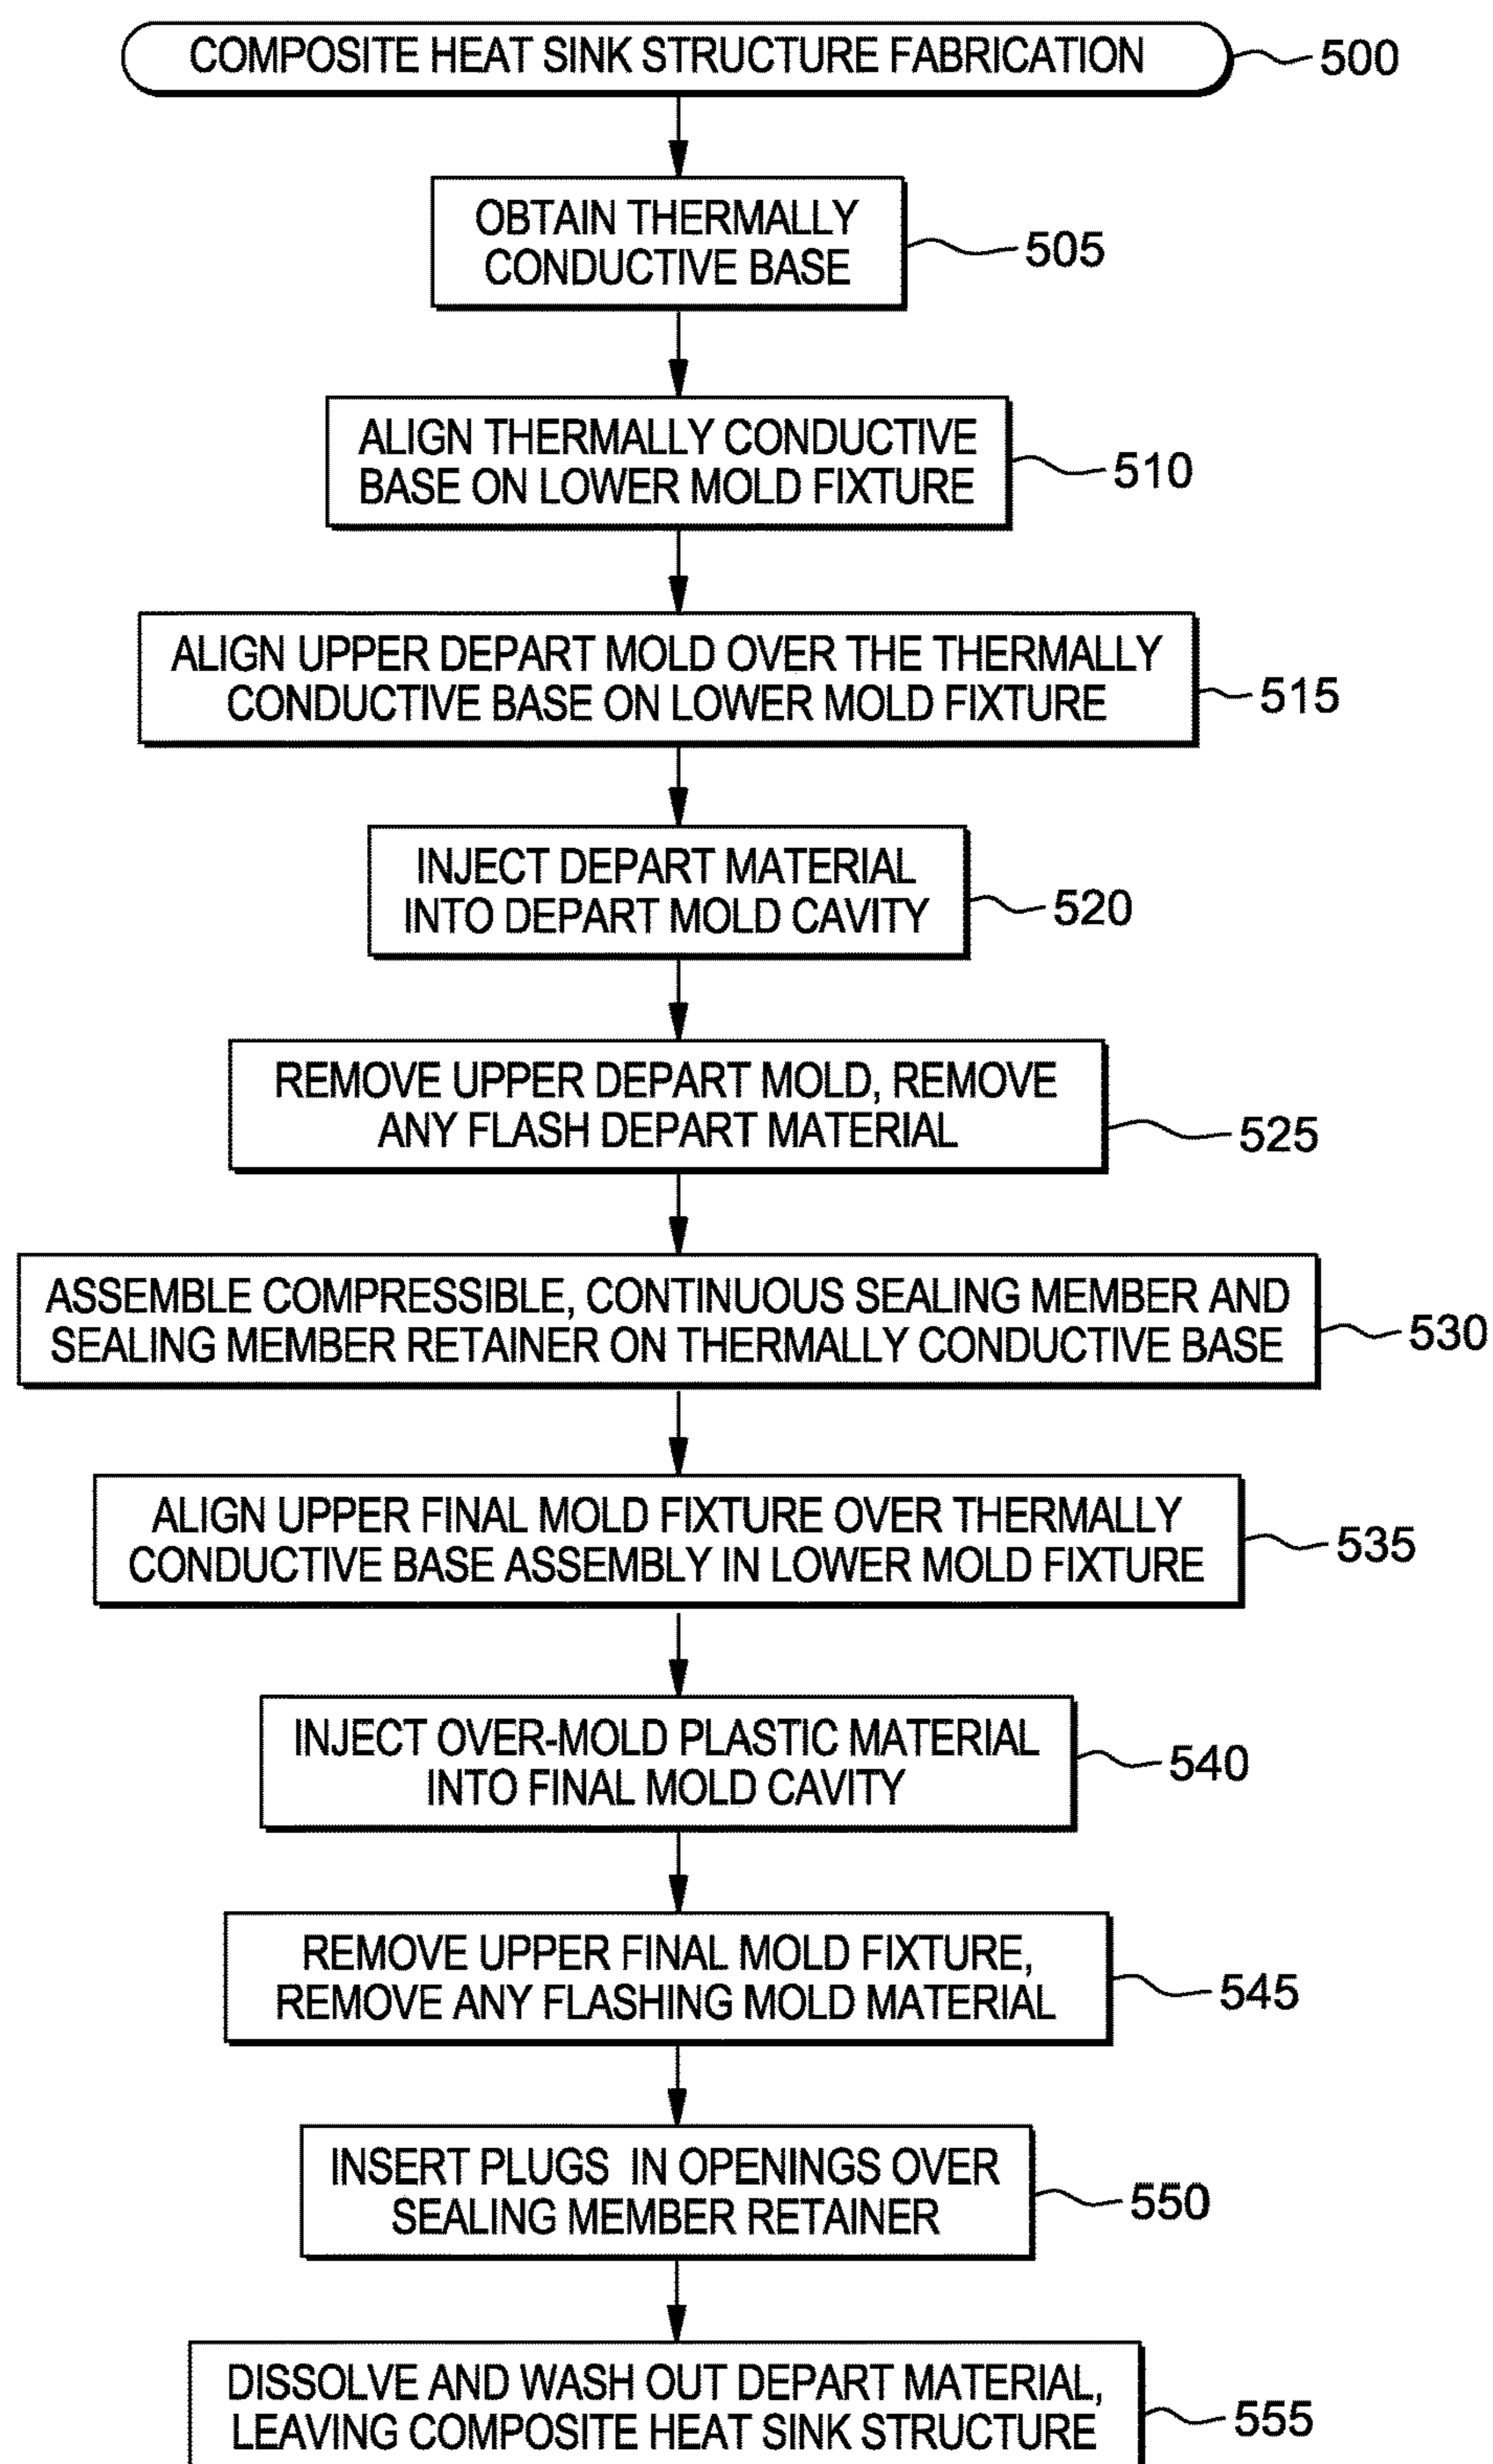 COMPOSITE HEAT SINK STRUCTURE FABRICATION
500
OBTAIN THERMALLY
CONDUCTIVE BASE
505
ALIGN THERMALLY CONDUCTIVE
BASE ON LOWER MOLD FIXTURE
510
ALIGN UPPER DEPART MOLD OVER THE THERMALLY
CONDUCTIVE BASE ON LOWER MOLD FIXTURE
515
INJECT DEPART MATERIAL
INTO DEPART MOLD CAVITY
520
REMOVE UPPER DEPART MOLD, REMOVE
ANY FLASH DEPART MATERIAL
525
ASSEMBLE COMPRESSIBLE, CONTINUOUS SEALING MEMBER AND
SEALING MEMBER RETAINER ON THERMALLY CONDUCTIVE BASE
530
ALIGN UPPER FINAL MOLD FIXTURE OVER THERMALLY
CONDUCTIVE BASE ASSEMBLY IN LOWER MOLD FIXTURE
535
INJECT OVER-MOLD PLASTIC MATERIAL
INTO FINAL MOLD CAVITY
540
REMOVE UPPER FINAL MOLD FIXTURE,
REMOVE ANY FLASHING MOLD MATERIAL
545
INSERT PLUGS IN OPENINGS OVER
SEALING MEMBER RETAINER
550
DISSOLVE AND WASH OUT DEPART MATERIAL,
LEAVING COMPOSITE HEAT SINK STRUCTURE
555